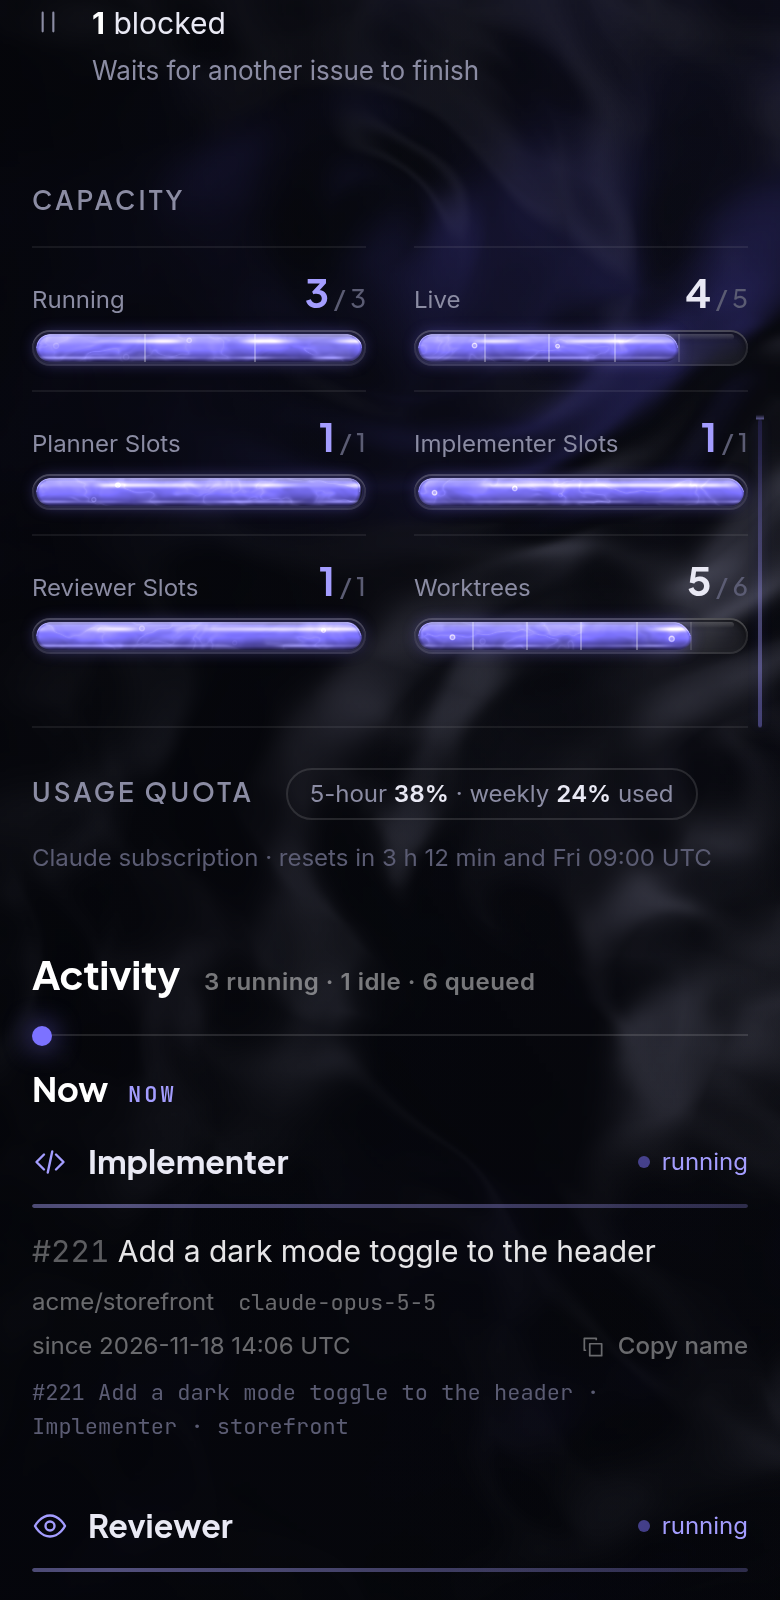 1 blocked
Waits for another issue to finish
CAPACITY
Running 3 / 3
Live 4 / 5
Planner Slots 1 / 1
Implementer Slots 1 / 1
Reviewer Slots 1 / 1
Worktrees 5 / 6
USAGE QUOTA 5-hour 38% · weekly 24% used
Claude subscription · resets in 3 h 12 min and Fri 09:00 UTC
Activity 3 running · 1 idle · 6 queued
Now NOW
Implementer running
#221 Add a dark mode toggle to the header
acme/storefront claude-opus-5-5
since 2026-11-18 14:06 UTC Copy name
#221 Add a dark mode toggle to the header ·
Implementer · storefront
Reviewer running